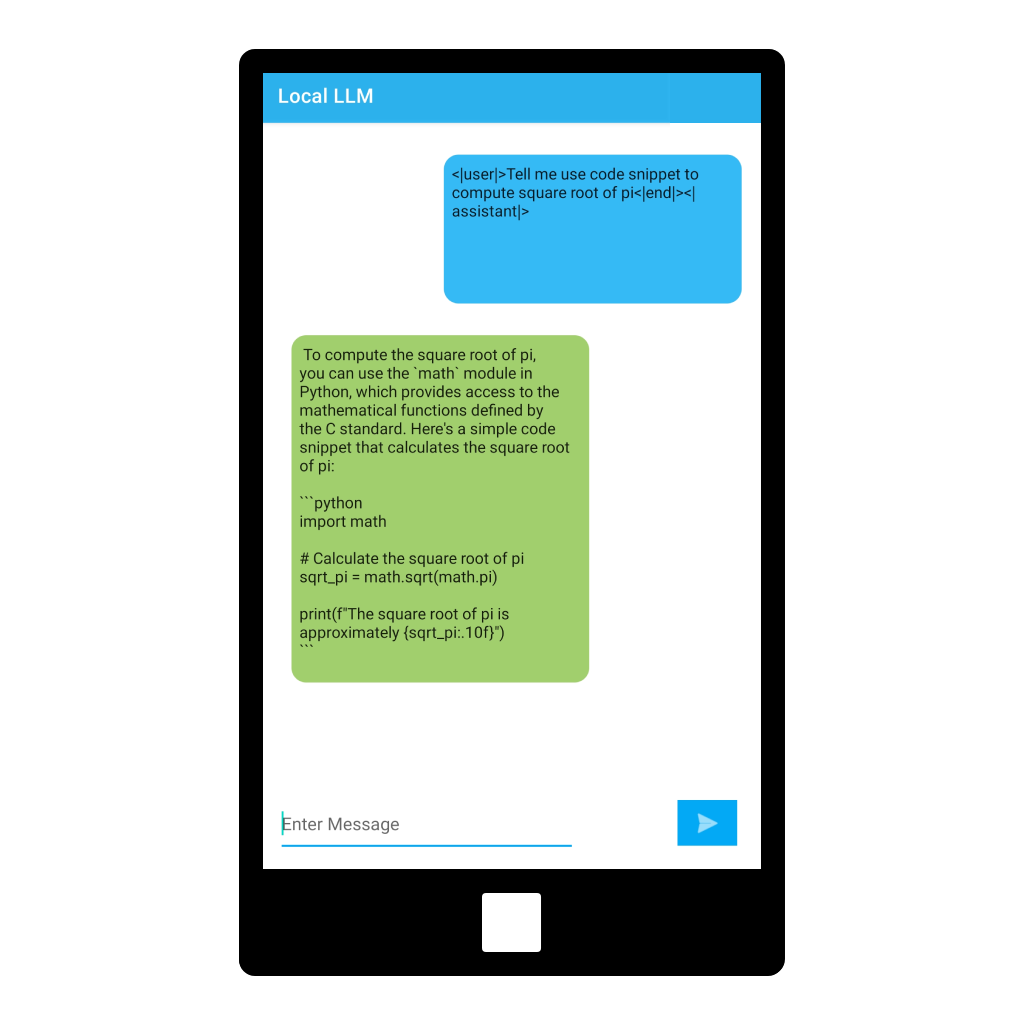 Local LLM
<|user|>Tell me use code snippet to
compute square root of pi<|end|><|
assistant|>
To compute the square root of pi,
you can use the `math` module in
Python, which provides access to the
mathematical functions defined by
the C standard. Here's a simple code
snippet that calculates the square root
of pi:
```python
import math
# Calculate the square root of pi
sqrt_pi = math.sqrt(math.pi)
print(f"The square root of pi is
approximately {sqrt_pi:.10f}")
```
Enter Message